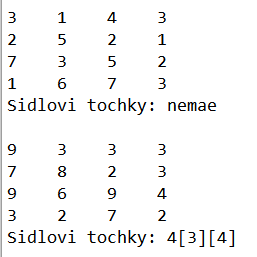 3 1 4 3
2 5 2 1
7 3 5 2
1 6 7 3
Sidlovi tochky: nemae
9 3 3 3
7 8 2 3
9 6 9 4
3 2 7 2
Sidlovi tochky: 4[3][4]